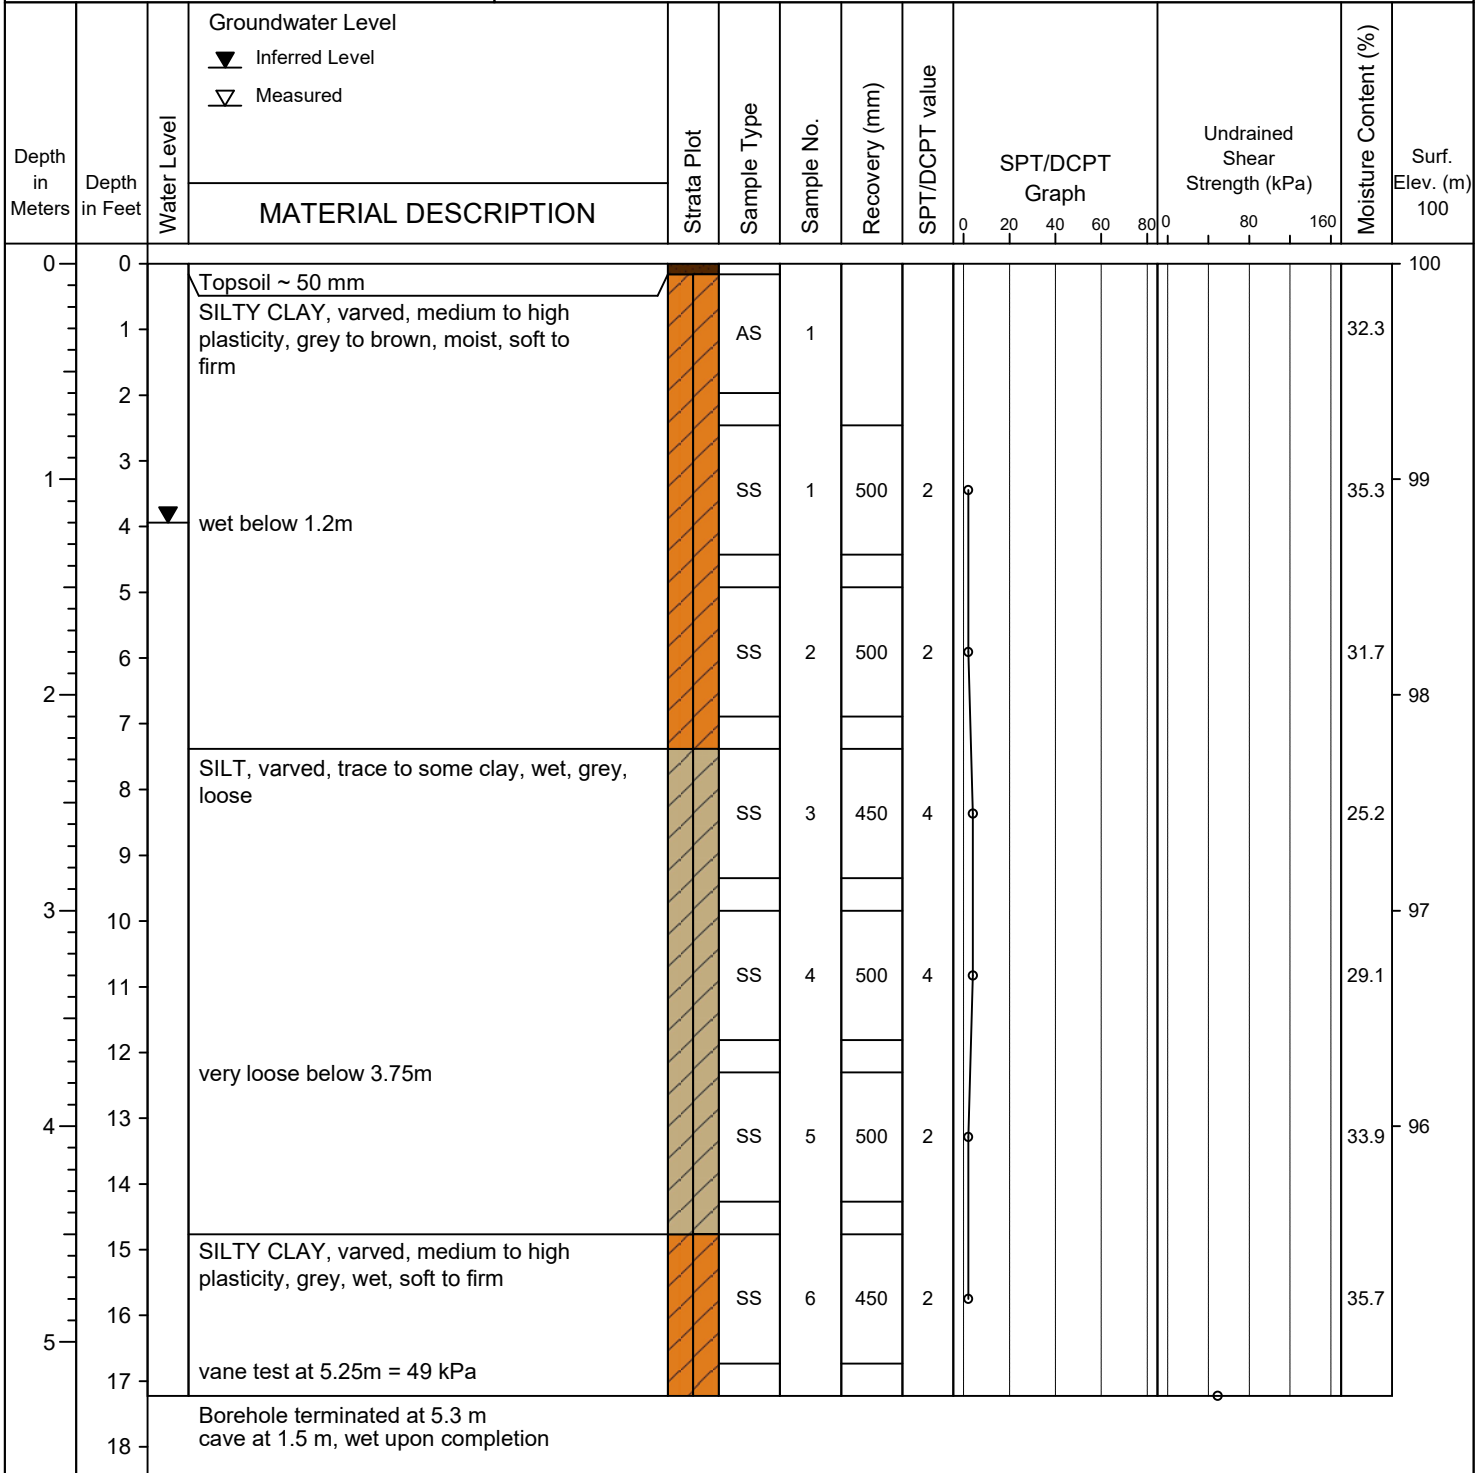 Groundwater Level
Inferred Level
Measured
Depth
in
Meters
Depth
in Feet
Water Level
MATERIAL DESCRIPTION
Strata Plot
Sample Type
Sample No.
Recovery (mm)
SPT/DCPT value
SPT/DCPT
Graph
0 20 40 60 80
Undrained
Shear
Strength (kPa)
0 80 160
Moisture Content (%)
Surf.
Elev. (m)
100
0 0 100
Topsoil ~ 50 mm
SILTY CLAY, varved, medium to high
plasticity, grey to brown, moist, soft to
firm
1 AS 1 32.3
2
3
1 SS 1 500 2 35.3 99
4 wet below 1.2m
5
6 SS 2 500 2 31.7
2 98
7
SILT, varved, trace to some clay, wet, grey,
loose
8
SS 3 450 4 25.2
9
3 97
10
11 SS 4 500 4 29.1
12
very loose below 3.75m
13
4 96
SS 5 500 2 33.9
14
15
SILTY CLAY, varved, medium to high
plasticity, grey, wet, soft to firm
SS 6 450 2 35.7
16
5
vane test at 5.25m = 49 kPa
17
Borehole terminated at 5.3 m
cave at 1.5 m, wet upon completion
18